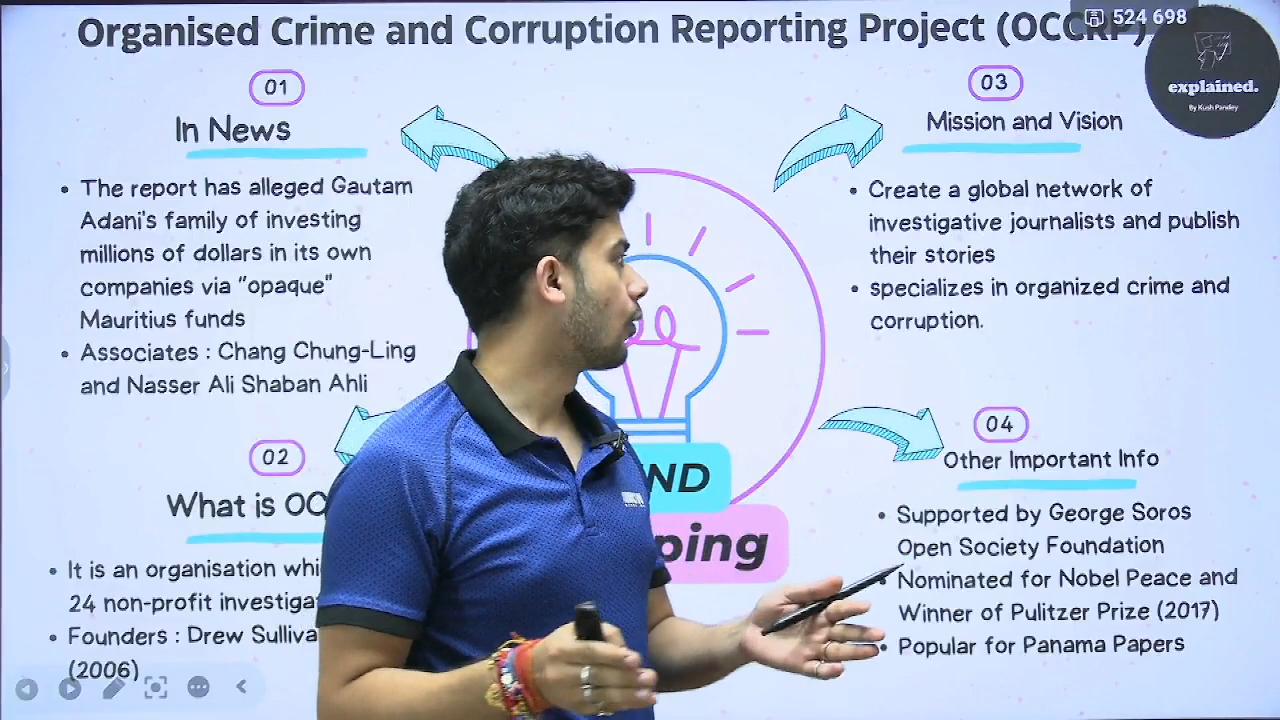 Organised Crime and Corruption Reporting Project (OCCRP)
524 698
explained.
By Kush Pandey
01
In News
• The report has alleged Gautam
Adani's family of investing
millions of dollars in its own
companies via "opaque"
Mauritius funds
• Associates : Chang Chung-Ling
and Nasser Ali Shaban Ahli
02
What is OC
• It is an organisation whi
24 non-profit investiga
• Founders : Drew Sulliva
(2006)
ND
ping
03
Mission and Vision
• Create a global network of
investigative journalists and publish
their stories
• specializes in organized crime and
corruption.
04
Other Important Info
• Supported by George Soros
Open Society Foundation
• Nominated for Nobel Peace and
Winner of Pulitzer Prize (2017)
• Popular for Panama Papers